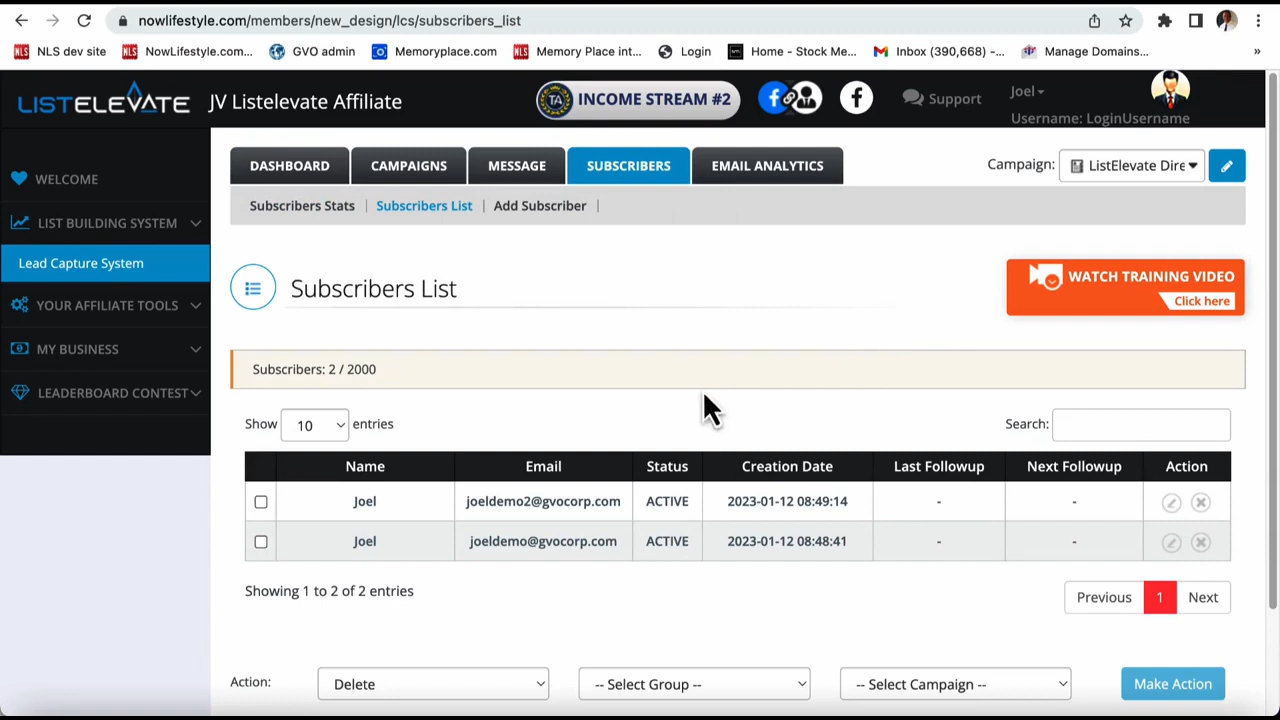 nowlifestyle.com/members/new_design/lcs/subscribers_list
NLS dev site NowLifestyle.com... GVO admin Memoryplace.com Memory Place int... Login Home - Stock Me... Inbox (390,668) –... Manage Domains... »
LISTELEVATE JV Listelevate Affiliate TA INCOME STREAM #2 Support Joel
Username: LoginUsername
WELCOME
LIST BUILDING SYSTEM
Lead Capture System
YOUR AFFILIATE TOOLS
MY BUSINESS
LEADERBOARD CONTEST
DASHBOARD CAMPAIGNS MESSAGE SUBSCRIBERS EMAIL ANALYTICS Campaign: ListElevate Dire
Subscribers Stats | Subscribers List | Add Subscriber |
Subscribers List
WATCH TRAINING VIDEO
Click here
Subscribers: 2 / 2000
Show 10 entries Search:
Name Email Status Creation Date Last Followup Next Followup Action
Joel joeldemo2@gvocorp.com ACTIVE 2023-01-12 08:49:14 - -
Joel joeldemo@gvocorp.com ACTIVE 2023-01-12 08:48:41 - -
Showing 1 to 2 of 2 entries
Previous 1 Next
Action: Delete -- Select Group -- -- Select Campaign -- Make Action